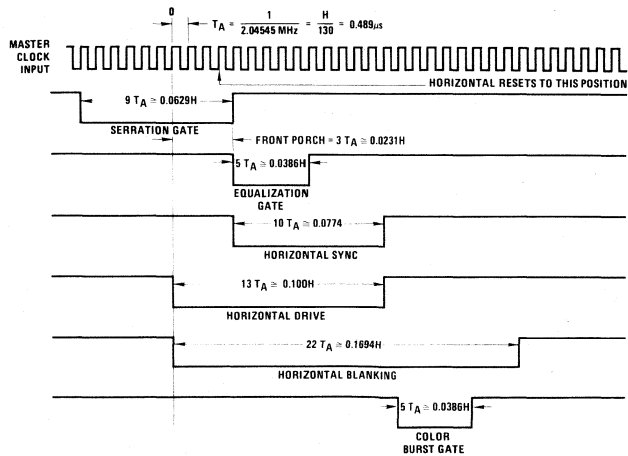 0
T_A = 1 / 2.04545 MHz = H / 130 = 0.489μs
MASTER
CLOCK
INPUT
HORIZONTAL RESETS TO THIS POSITION
9 T_A ≅ 0.0629H
SERRATION GATE
FRONT PORCH = 3 T_A ≅ 0.0231H
5 T_A ≅ 0.0386H
EQUALIZATION
GATE
10 T_A ≅ 0.0774
HORIZONTAL SYNC
13 T_A ≅ 0.100H
HORIZONTAL DRIVE
22 T_A ≅ 0.1694H
HORIZONTAL BLANKING
5 T_A ≅ 0.0386H
COLOR
BURST GATE